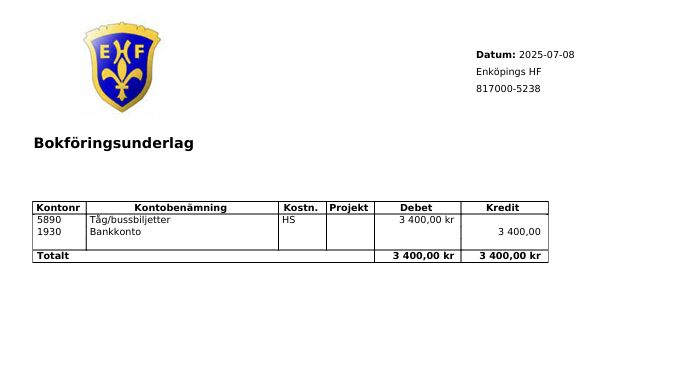 EHF
Datum: 2025-07-08
Enköpings HF
817000-5238
Bokföringsunderlag
Kontonr Kontobenämning Kostn. Projekt Debet Kredit
5890 Tåg/bussbiljetter HS 3 400,00 kr
1930 Bankkonto 3 400,00
Totalt 3 400,00 kr 3 400,00 kr